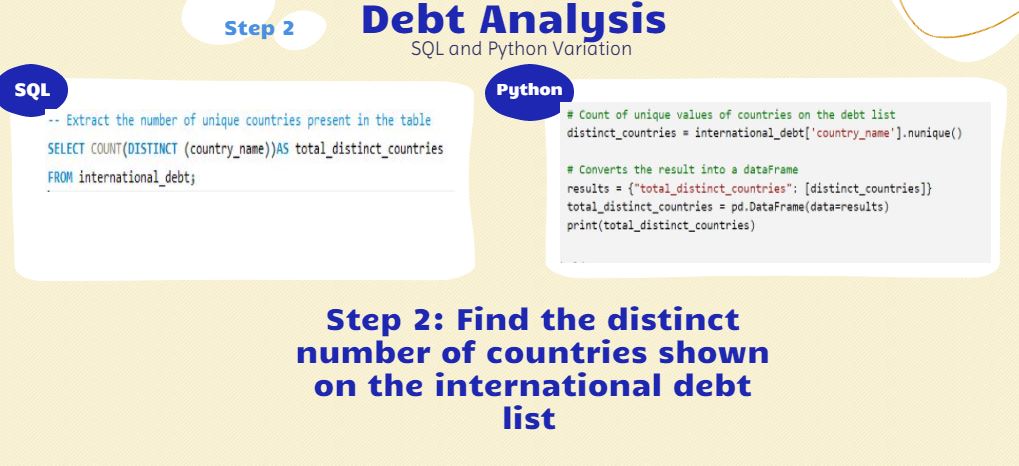 Step 2
Debt Analysis
SQL and Python Variation
SQL
-- Extract the number of unique countries present in the table
SELECT COUNT(DISTINCT (country_name))AS total_distinct_countries
FROM international_debt;
Python
# Count of unique values of countries on the debt list
distinct_countries = international_debt['country_name'].nunique()
# Converts the result into a dataFrame
results = {"total_distinct_countries": [distinct_countries]}
total_distinct_countries = pd.DataFrame(data=results)
print(total_distinct_countries)
Step 2: Find the distinct
number of countries shown
on the international debt
list